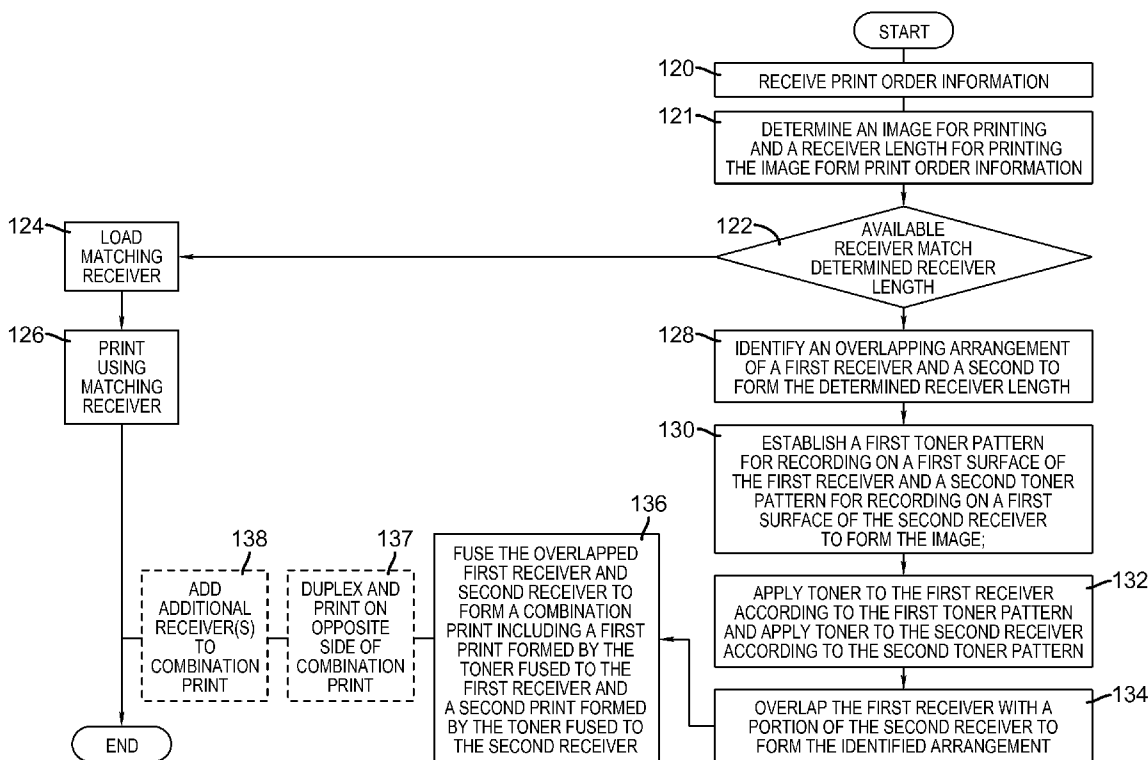 START
120
RECEIVE PRINT ORDER INFORMATION
121
DETERMINE AN IMAGE FOR PRINTING
AND A RECEIVER LENGTH FOR PRINTING
THE IMAGE FORM PRINT ORDER INFORMATION
122
AVAILABLE
RECEIVER MATCH
DETERMINED RECEIVER
LENGTH
124
LOAD
MATCHING
RECEIVER
126
PRINT
USING
MATCHING
RECEIVER
128
IDENTIFY AN OVERLAPPING ARRANGEMENT
OF A FIRST RECEIVER AND A SECOND TO
FORM THE DETERMINED RECEIVER LENGTH
130
ESTABLISH A FIRST TONER PATTERN
FOR RECORDING ON A FIRST SURFACE OF
THE FIRST RECEIVER AND A SECOND TONER
PATTERN FOR RECORDING ON A FIRST
SURFACE OF THE SECOND RECEIVER
TO FORM THE IMAGE;
132
APPLY TONER TO THE FIRST RECEIVER
ACCORDING TO THE FIRST TONER PATTERN
AND APPLY TONER TO THE SECOND RECEIVER
ACCORDING TO THE SECOND TONER PATTERN
134
OVERLAP THE FIRST RECEIVER WITH A
PORTION OF THE SECOND RECEIVER TO
FORM THE IDENTIFIED ARRANGEMENT
136
FUSE THE OVERLAPPED
FIRST RECEIVER AND
SECOND RECEIVER TO
FORM A COMBINATION
PRINT INCLUDING A FIRST
PRINT FORMED BY THE
TONER FUSED TO THE
FIRST RECEIVER AND
A SECOND PRINT FORMED
BY THE TONER FUSED TO
THE SECOND RECEIVER
137
DUPLEX AND
PRINT ON
OPPOSITE
SIDE OF
COMBINATION
PRINT
138
ADD
ADDITIONAL
RECEIVER(S)
TO
COMBINATION
PRINT
END